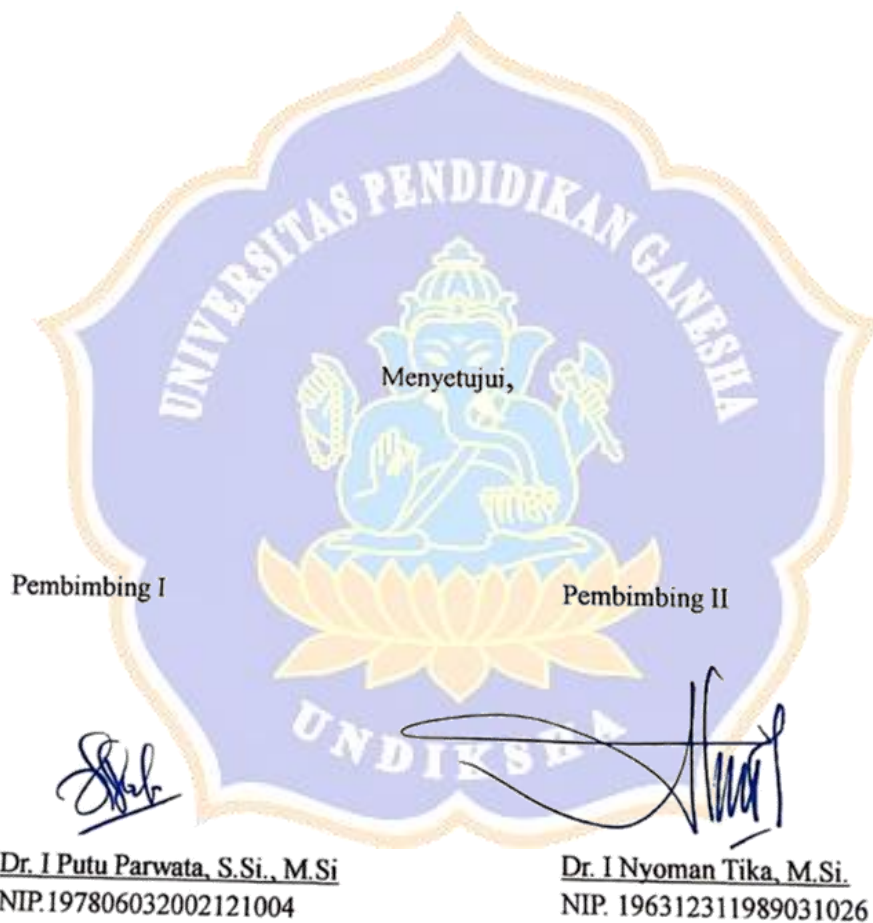 UNIVERSITAS PENDIDIKAN GANESHA
Menyetujui,
Pembimbing I
Pembimbing II
UNDIKSHA
Dr. I Putu Parwata, S.Si., M.Si
Dr. I Nyoman Tika, M.Si.
NIP.197806032002121004
NIP. 196312311989031026